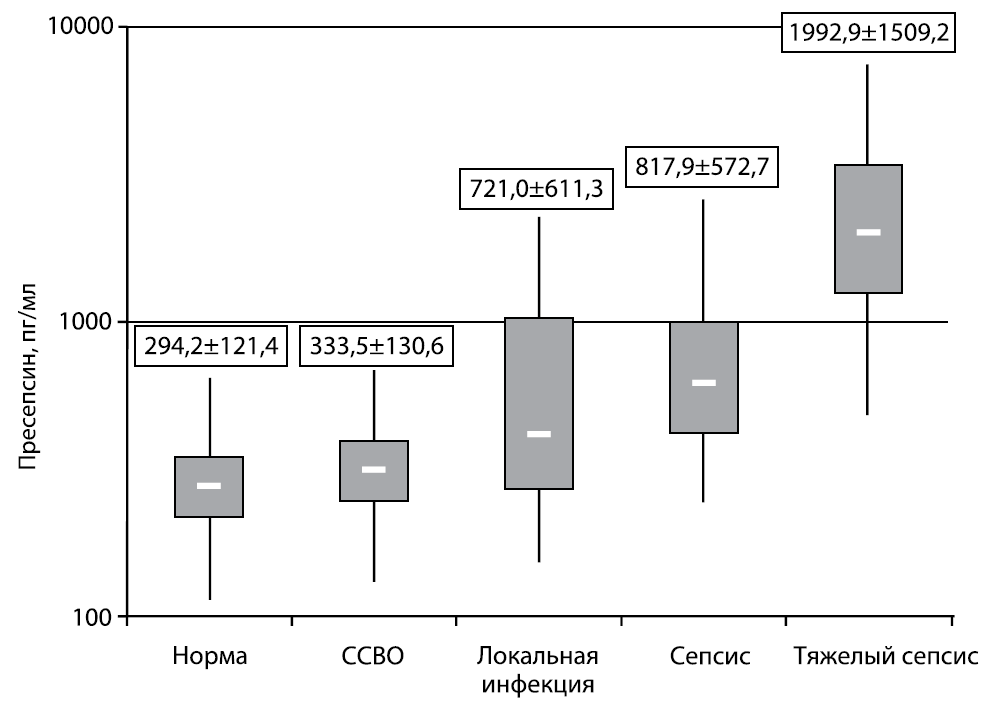 10000
1992,9±1509,2
817,9±572,7
721,0±611,3
1000
294,2±121,4
333,5±130,6
Пресепсин, пг/мл
100
Норма
ССВО
Локальная
инфекция
Сепсис
Тяжелый сепсис